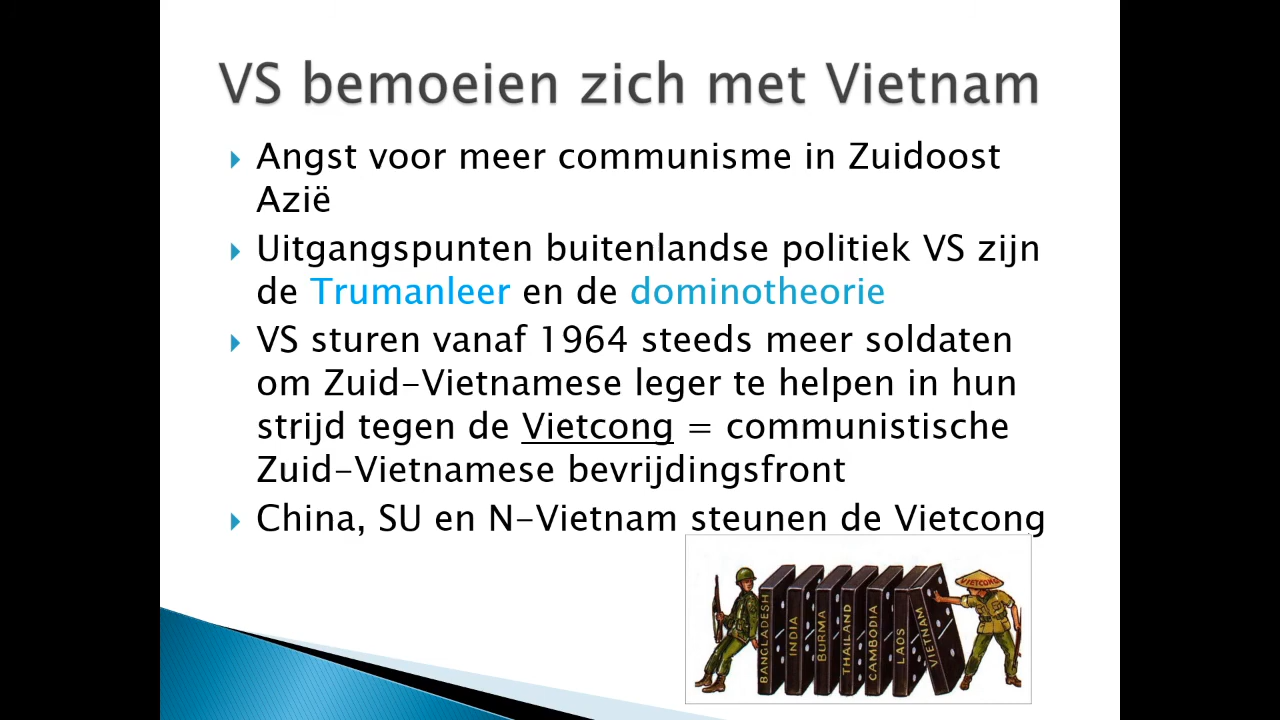 VS bemoeien zich met Vietnam
Angst voor meer communisme in Zuidoost
Azië
Uitgangspunten buitenlandse politiek VS zijn
de Trumanleer en de dominotheorie
VS sturen vanaf 1964 steeds meer soldaten
om Zuid-Vietnamese leger te helpen in hun
strijd tegen de Vietcong = communistische
Zuid-Vietnamese bevrijdingsfront
China, SU en N-Vietnam steunen de Vietcong
BANGLADESH
INDIA
BURMA
THAILAND
CAMBODIA
LAOS
VIETNAM
VIETCONG